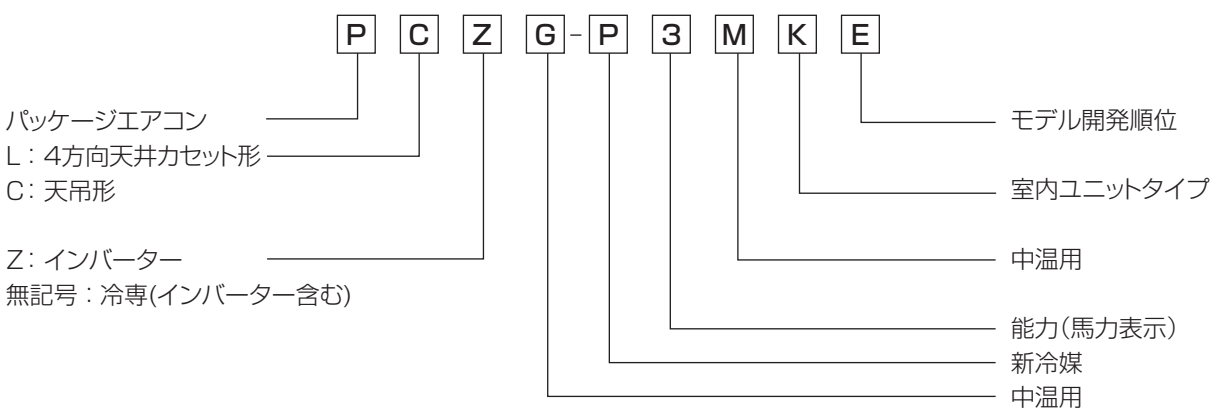 P C Z G - P 3 M K E
パッケージエアコン
L：4方向天井カセット形
C：天吊形
Z：インバーター
無記号：冷専(インバーター含む)
モデル開発順位
室内ユニットタイプ
中温用
能力（馬力表示）
新冷媒
中温用